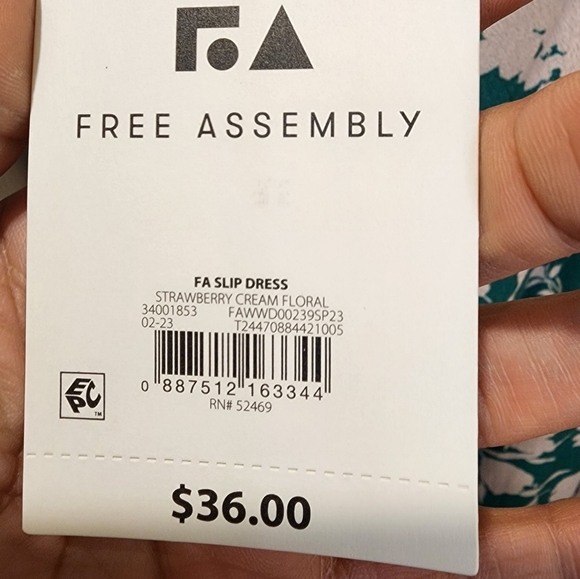 FREE ASSEMBLY
FA SLIP DRESS
STRAWBERRY CREAM FLORAL
34001853 FAWWD00239SP23
02-23 T24470884421005
0 887512 163344
RN# 52469
EPC TM
$36.00